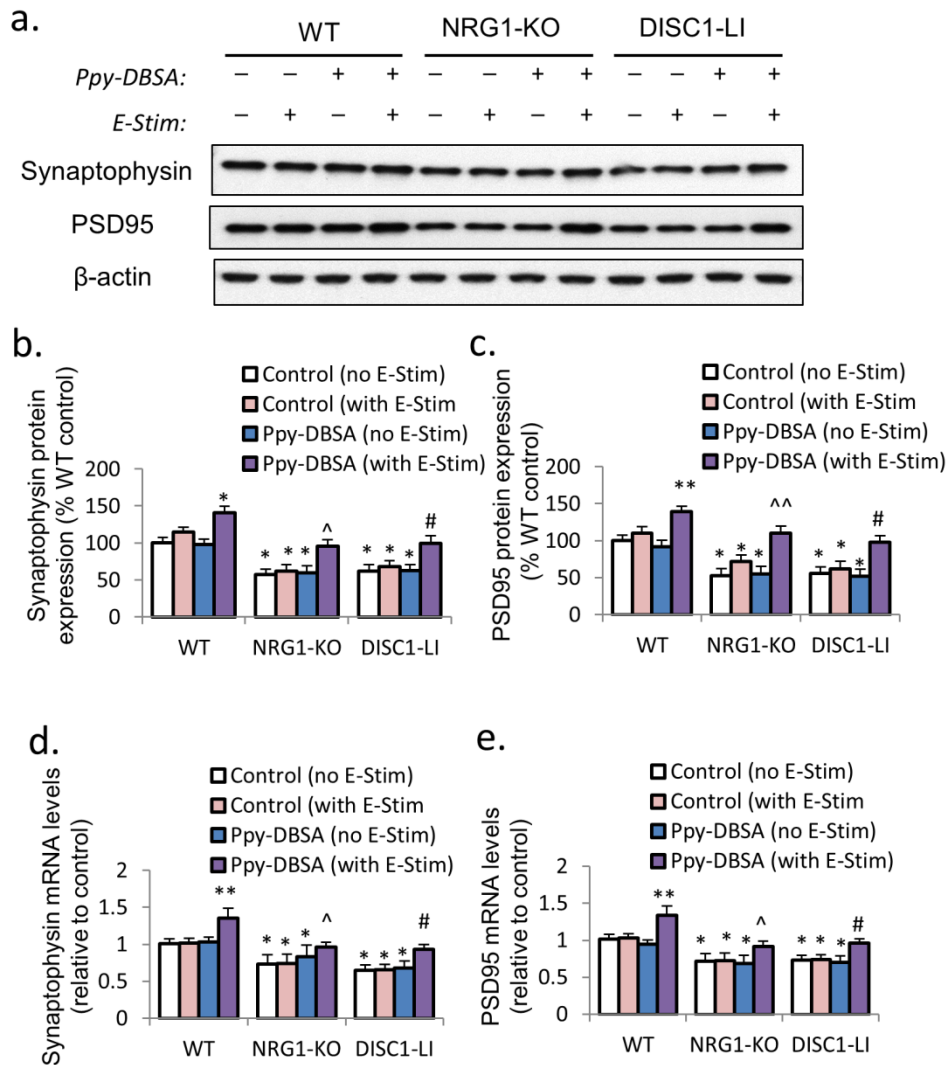 a.
WT NRG1-KO DISC1-LI
Ppy-DBSA: – – + + – – + + – – + +
E-Stim: – + – + – + – + – + – +
Synaptophysin
PSD95
β-actin
b.
Control (no E-Stim)
Control (with E-Stim
Ppy-DBSA (no E-Stim)
Ppy-DBSA (with E-Stim)
Synaptophysin protein
expression (% WT control)
200
150
100
50
0
*
* * * ^
* * * #
WT NRG1-KO DISC1-LI
c.
Control (no E-Stim)
Control (with E-Stim
Ppy-DBSA (no E-Stim)
Ppy-DBSA (with E-Stim)
PSD95 protein expression
(% WT control)
200
150
100
50
0
**
* * * ^^
* * * #
WT NRG1-KO DISC1-LI
d.
Control (no E-Stim)
Control (with E-Stim
Ppy-DBSA (no E-Stim)
Ppy-DBSA (with E-Stim)
Synaptophysin mRNA levels
(relative to control)
2
1.5
1
0.5
0
**
* * * ^
* * * #
WT NRG1-KO DISC1-LI
e.
Control (no E-Stim)
Control (with E-Stim
Ppy-DBSA (no E-Stim)
Ppy-DBSA (with E-Stim)
PSD95 mRNA levels
(relative to control)
2
1.5
1
0.5
0
**
* * * ^
* * * #
WT NRG1-KO DISC1-LI